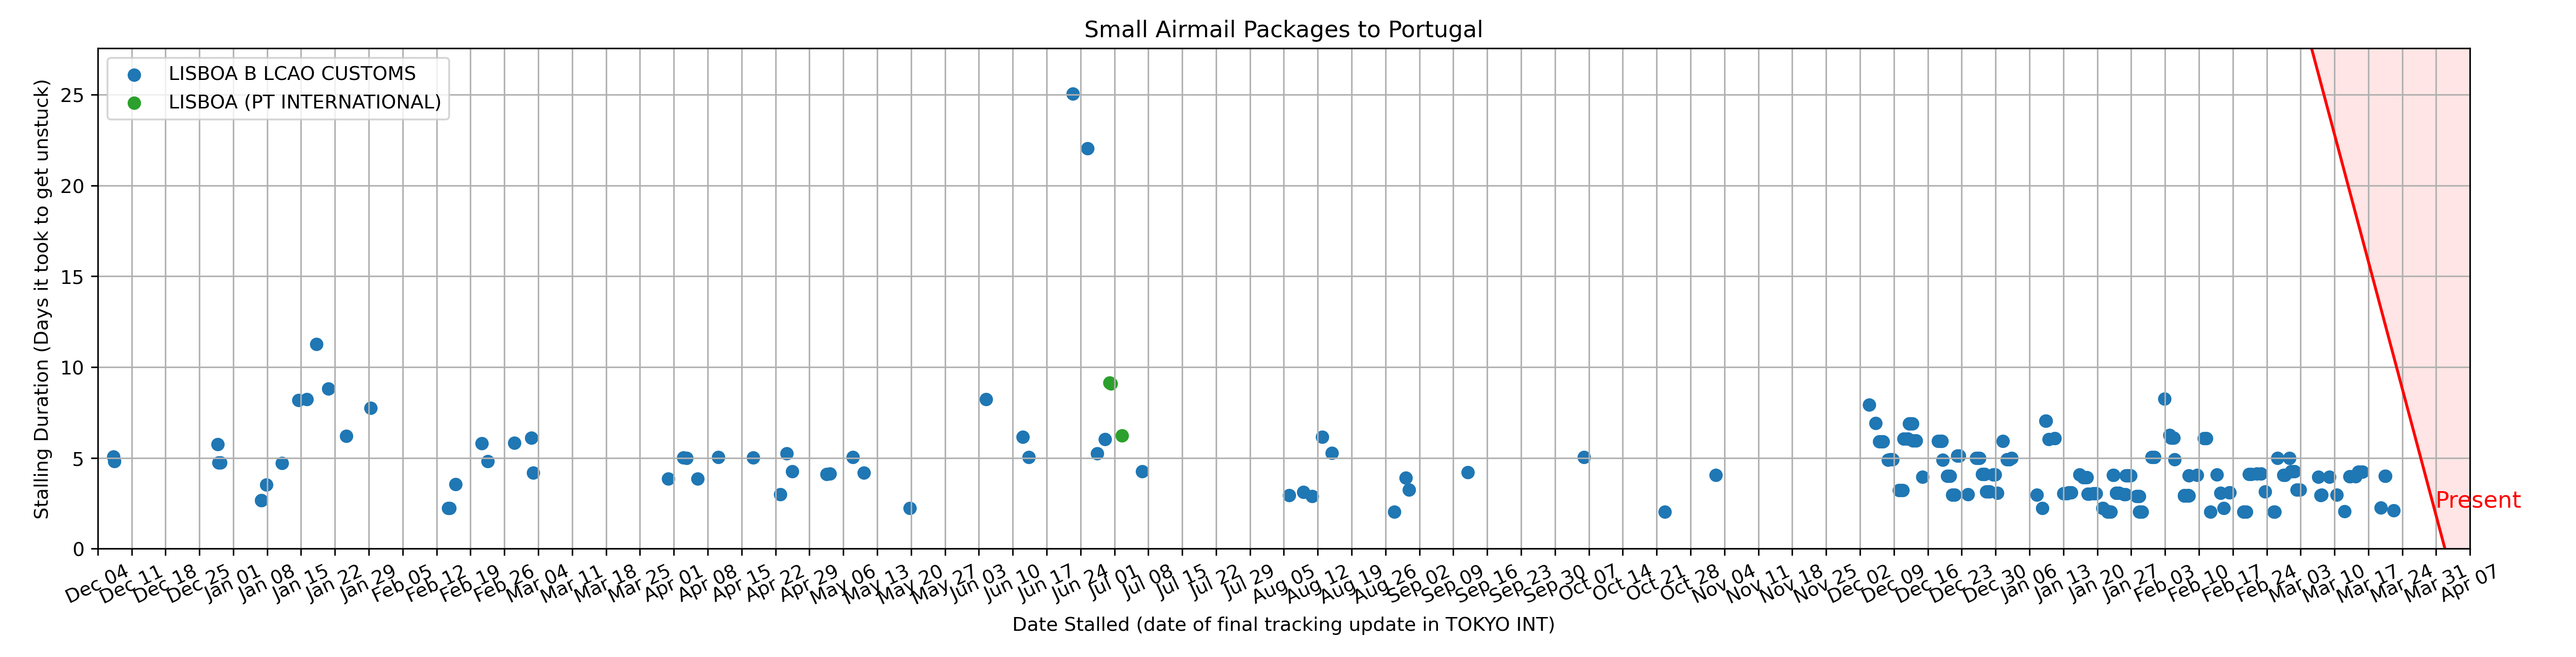 Small Airmail Packages to Portugal
LISBOA B LCAO CUSTOMS
LISBOA (PT INTERNATIONAL)
Stalling Duration (Days it took to get unstuck)
25
20
15
10
5
0
Present
Dec 04
Dec 11
Dec 18
Dec 25
Jan 01
Jan 08
Jan 15
Jan 22
Jan 29
Feb 05
Feb 12
Feb 19
Feb 26
Mar 04
Mar 11
Mar 18
Mar 25
Apr 01
Apr 08
Apr 15
Apr 22
Apr 29
May 06
May 13
May 20
May 27
Jun 03
Jun 10
Jun 17
Jun 24
Jul 01
Jul 08
Jul 15
Jul 22
Jul 29
Aug 05
Aug 12
Aug 19
Aug 26
Sep 02
Sep 09
Sep 16
Sep 23
Sep 30
Oct 07
Oct 14
Oct 21
Oct 28
Nov 04
Nov 11
Nov 18
Nov 25
Dec 02
Dec 09
Dec 16
Dec 23
Dec 30
Jan 06
Jan 13
Jan 20
Jan 27
Feb 03
Feb 10
Feb 17
Feb 24
Mar 03
Mar 10
Mar 17
Mar 24
Mar 31
Apr 07
Date Stalled (date of final tracking update in TOKYO INT)